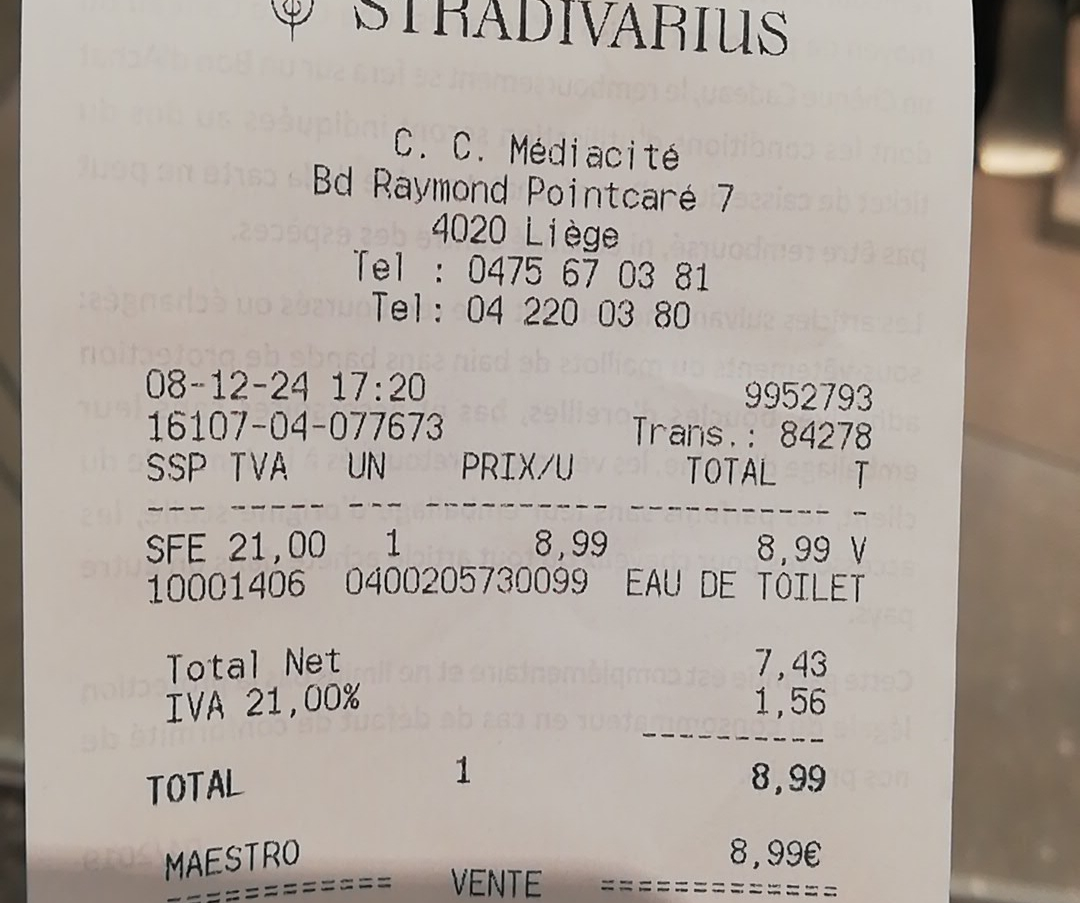 STRADIVARIUS
C. C. Médiacité
Bd Raymond Pointcaré 7
4020 Liège
Tel : 0475 67 03 81
Tel: 04 220 03 80
08-12-24 17:20 9952793
16107-04-077673 Trans.: 84278
SSP TVA UN PRIX/U TOTAL T
--- ----- --- ---------- ----------- -
SFE 21,00 1 8,99 8,99 V
10001406 0400205730099 EAU DE TOILET
Total Net 7,43
IVA 21,00% 1,56
----------
TOTAL 1 8,99
MAESTRO 8,99€
============ VENTE =============